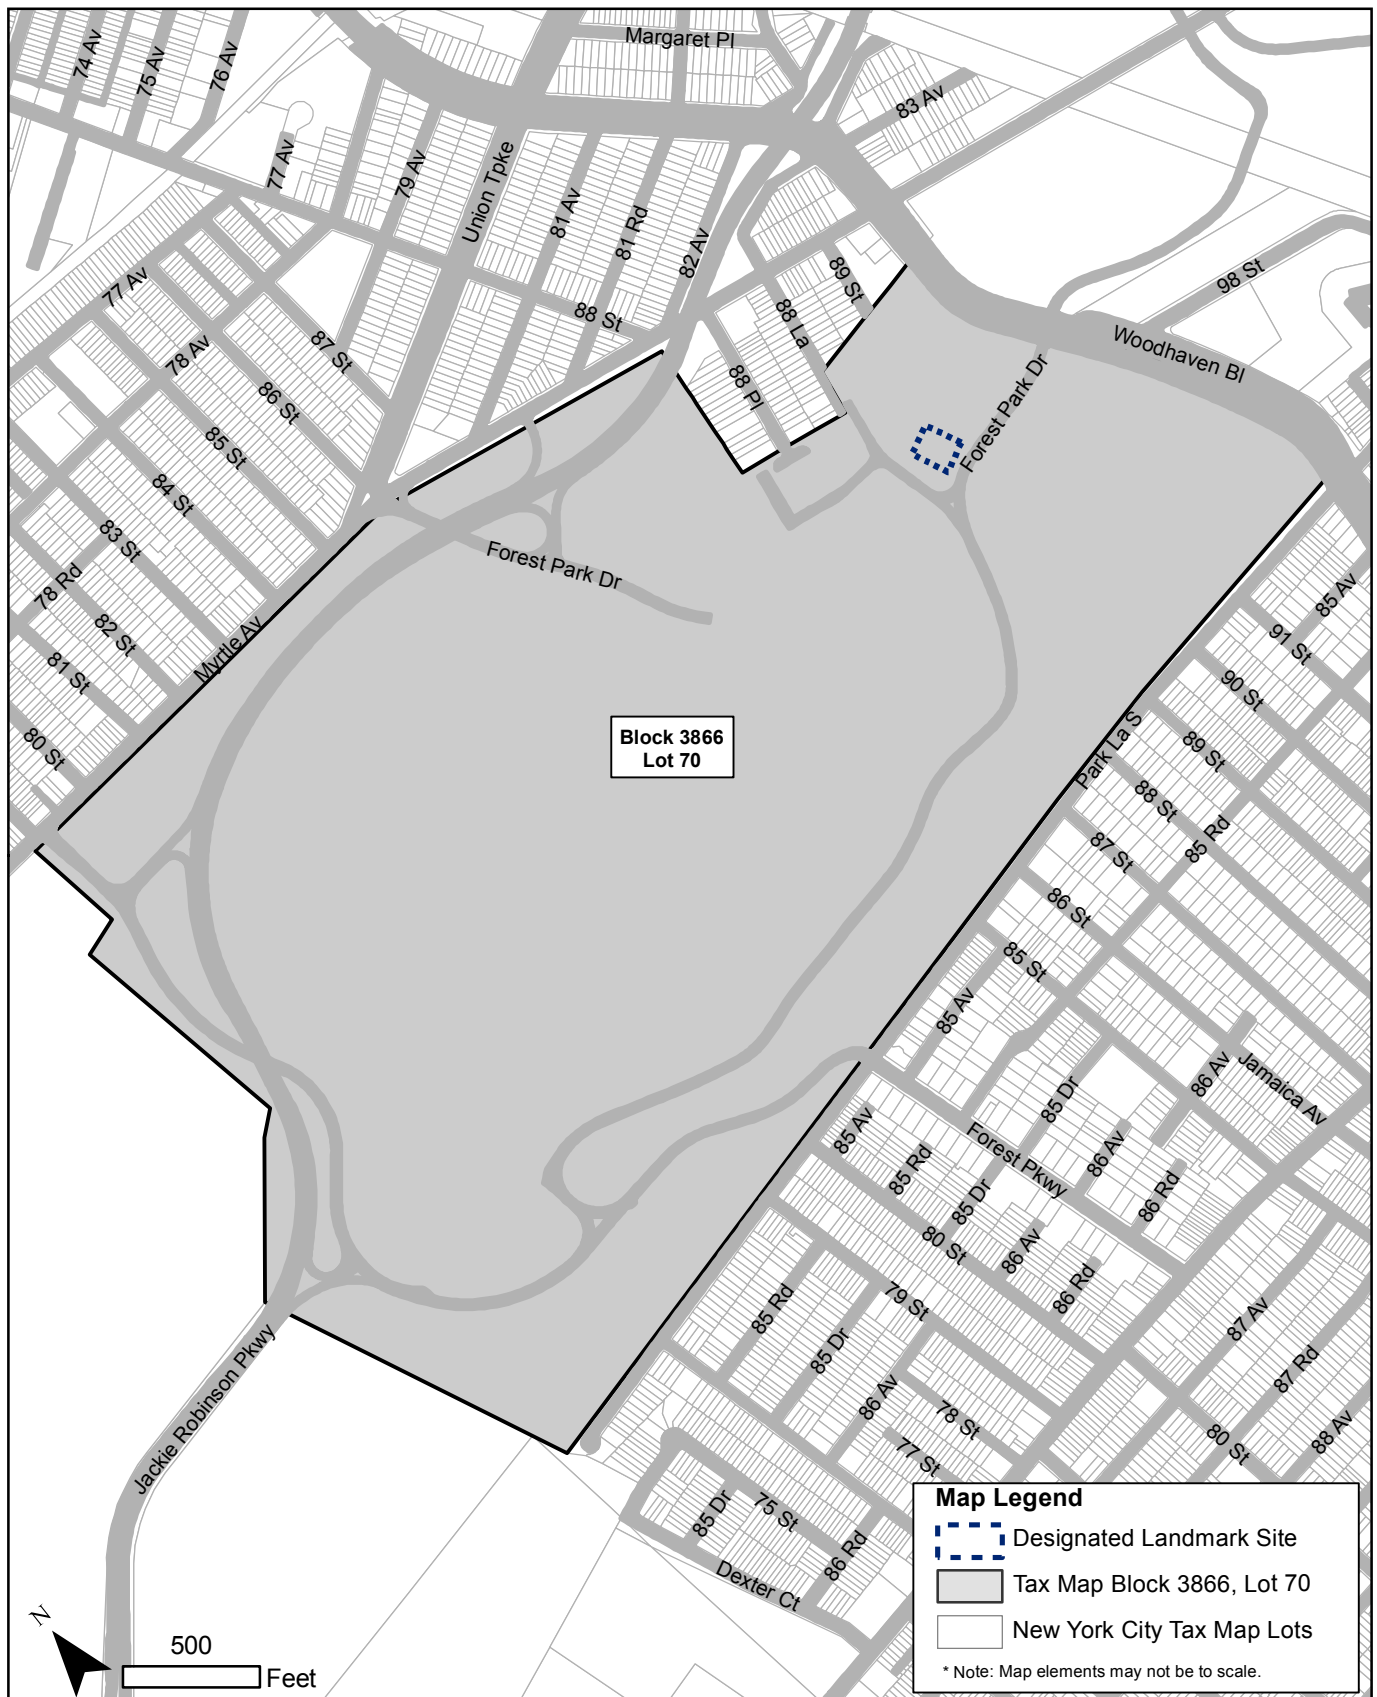 Margaret Pl
74 Av
75 Av
76 Av
83 Av
77 Av
79 Av
Union Tpke
81 Av
81 Rd
82 Av
77 Av
89 St
98 St
88 La
88 St
Woodhaven Bl
78 Av
87 St
86 St
88 Pl
Forest Park Dr
85 St
84 St
83 St
Forest Park Dr
78 Rd
82 St
85 Av
91 St
Myrtle Av
81 St
90 St
80 St
Block 3866
Lot 70
Park La S
89 St
88 St
85 Rd
87 St
86 St
85 St
85 Av
86 Av
Jamaica Av
85 Dr
85 Av
Forest Pkwy
86 Av
85 Rd
85 Dr
86 Rd
80 St
86 Av
86 Rd
79 St
85 Rd
85 Dr
87 Av
87 Rd
86 Av
78 St
88 Av
80 St
77 St
Jackie Robinson Pkwy
85 Dr
75 St
86 Rd
Dexter Ct
Map Legend
Designated Landmark Site
Tax Map Block 3866, Lot 70
New York City Tax Map Lots
* Note: Map elements may not be to scale.
N
500
Feet